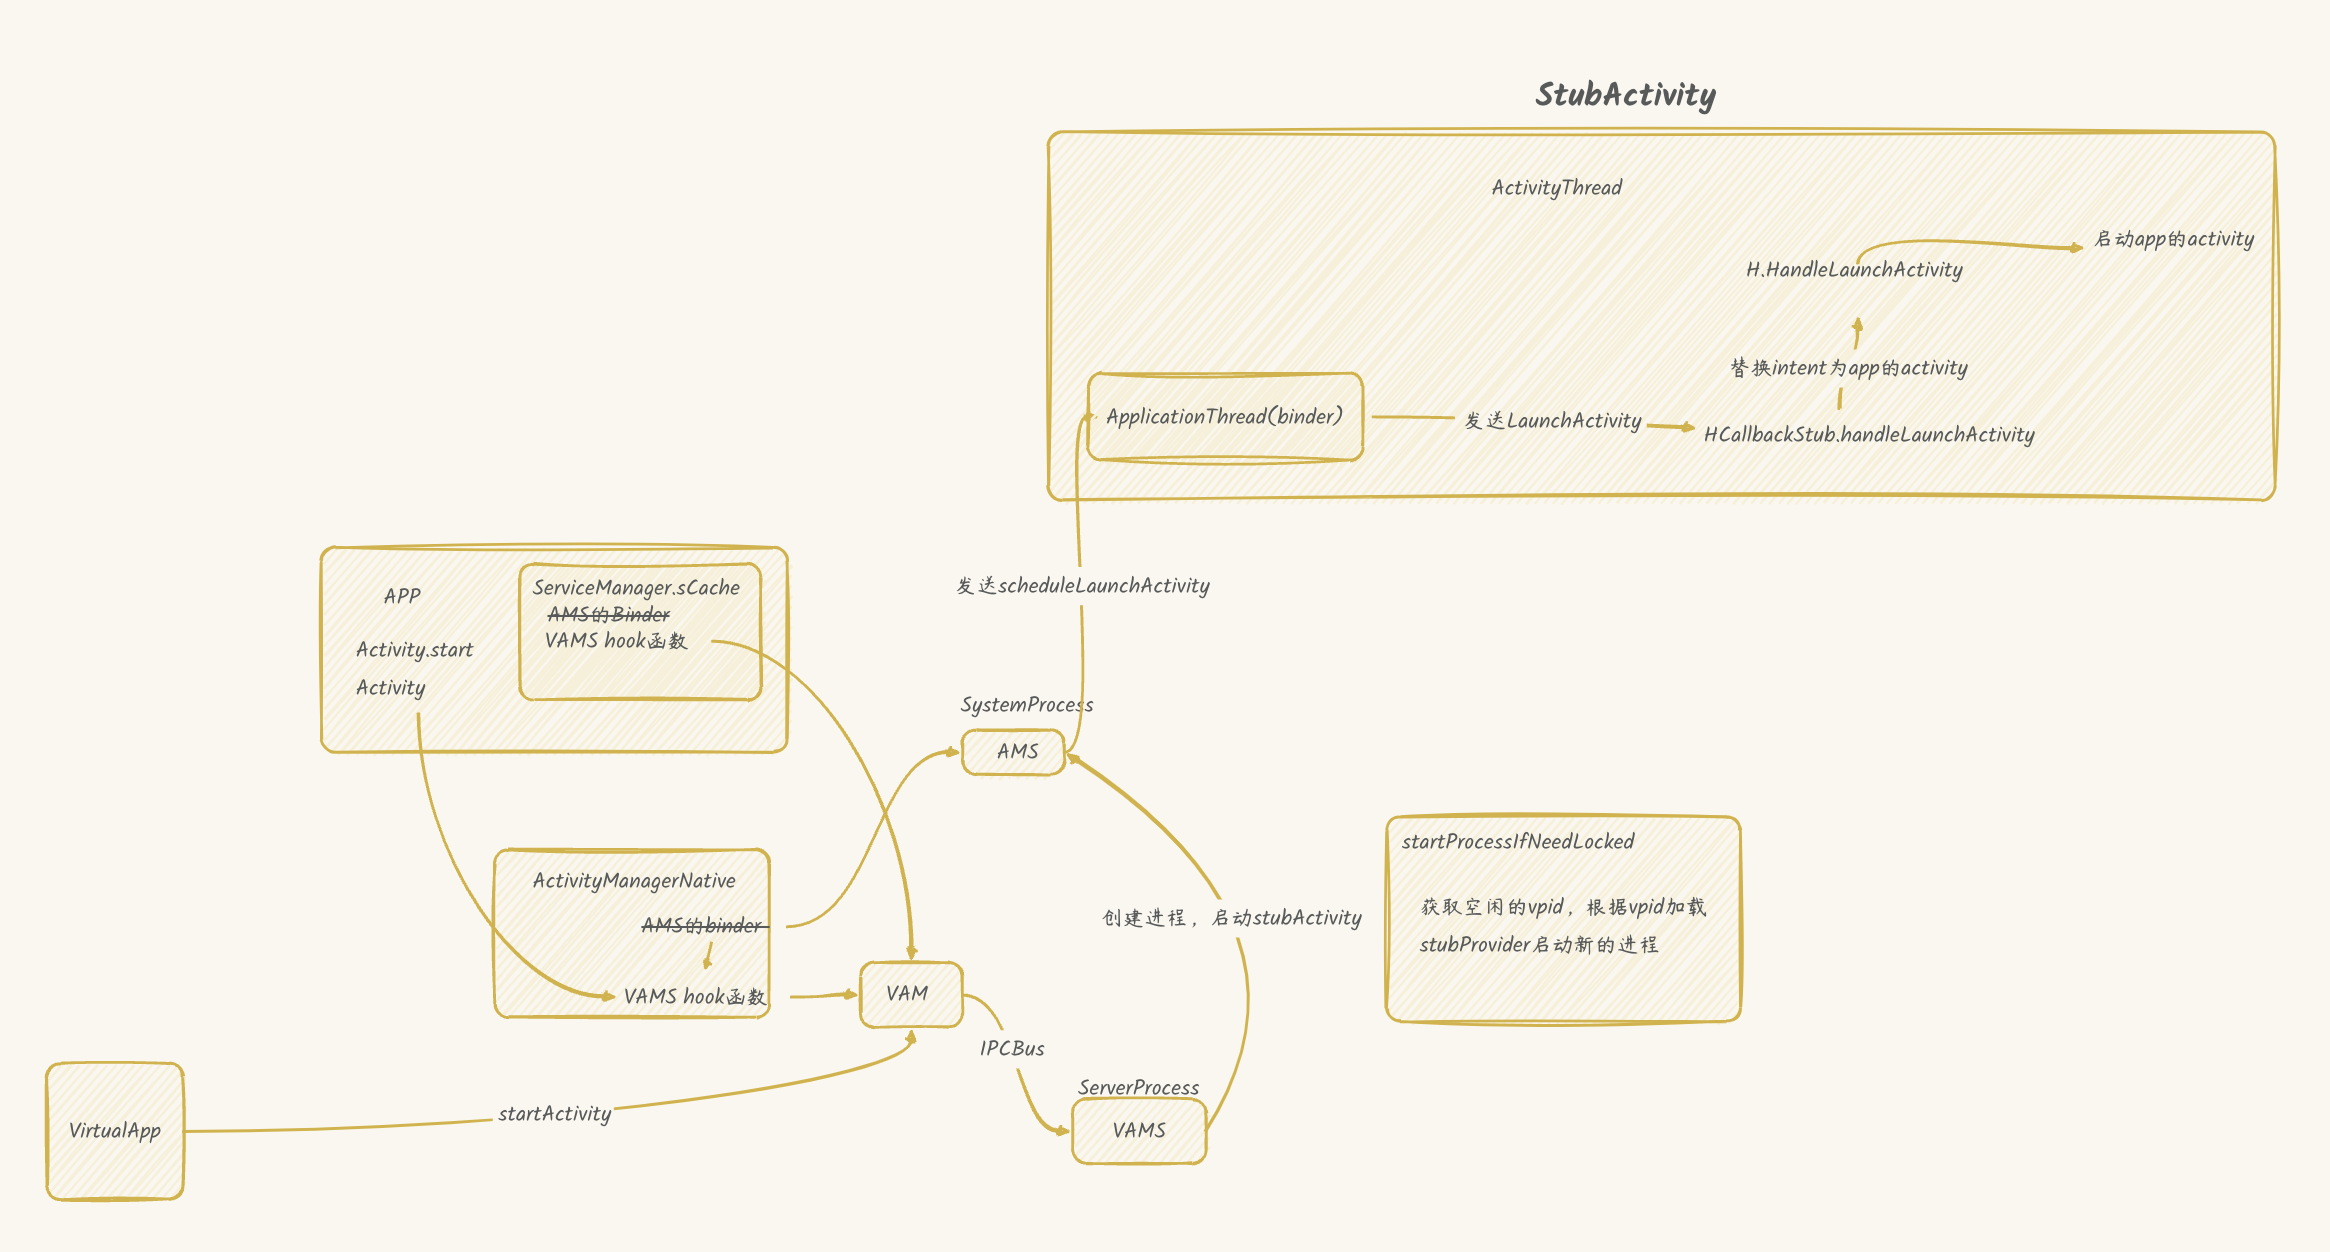 StubActivity
ActivityThread
启动app的activity
H.HandleLaunchActivity
替换intent为app的activity
ApplicationThread(binder)
发送LaunchActivity
HCallbackStub.handleLaunchActivity
发送scheduleLaunchActivity
APP
Activity.start
Activity
ServiceManager.sCache
AMS的Binder
VAMS hook函数
SystemProcess
AMS
ActivityManagerNative
AMS的binder
VAMS hook函数
VAM
创建进程，启动stubActivity
startProcessIfNeedLocked
获取空闲的vpid，根据vpid加载
stubProvider启动新的进程
IPCBus
ServerProcess
VAMS
VirtualApp
startActivity